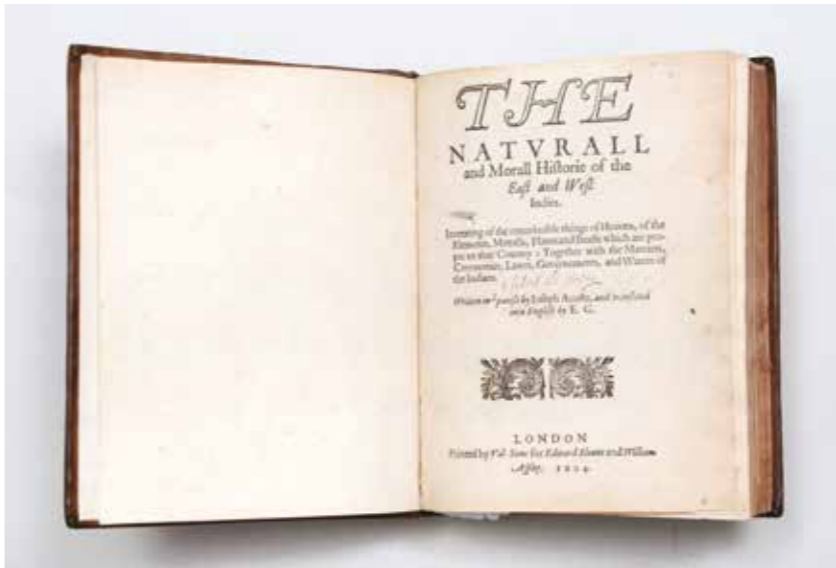 THE
NATVRALL
and Morall Hiſtorie of the
Eaſt and Weſt
Indies.
Intreating of the remarkable things of Heaven, of the
Elements, Mettalls, Plants and Beaſts which are pro-
per to that Country: Together with the Manners,
Ceremonies, Lawes, Governements, and Warres of
the Indians.
Written in Spaniſh by Ioſeph Acoſta, and tranſlated
into Engliſh by E. G.
LONDON
Printed by Val: Sims for Edward Blount and William
Aſpley. 1604.